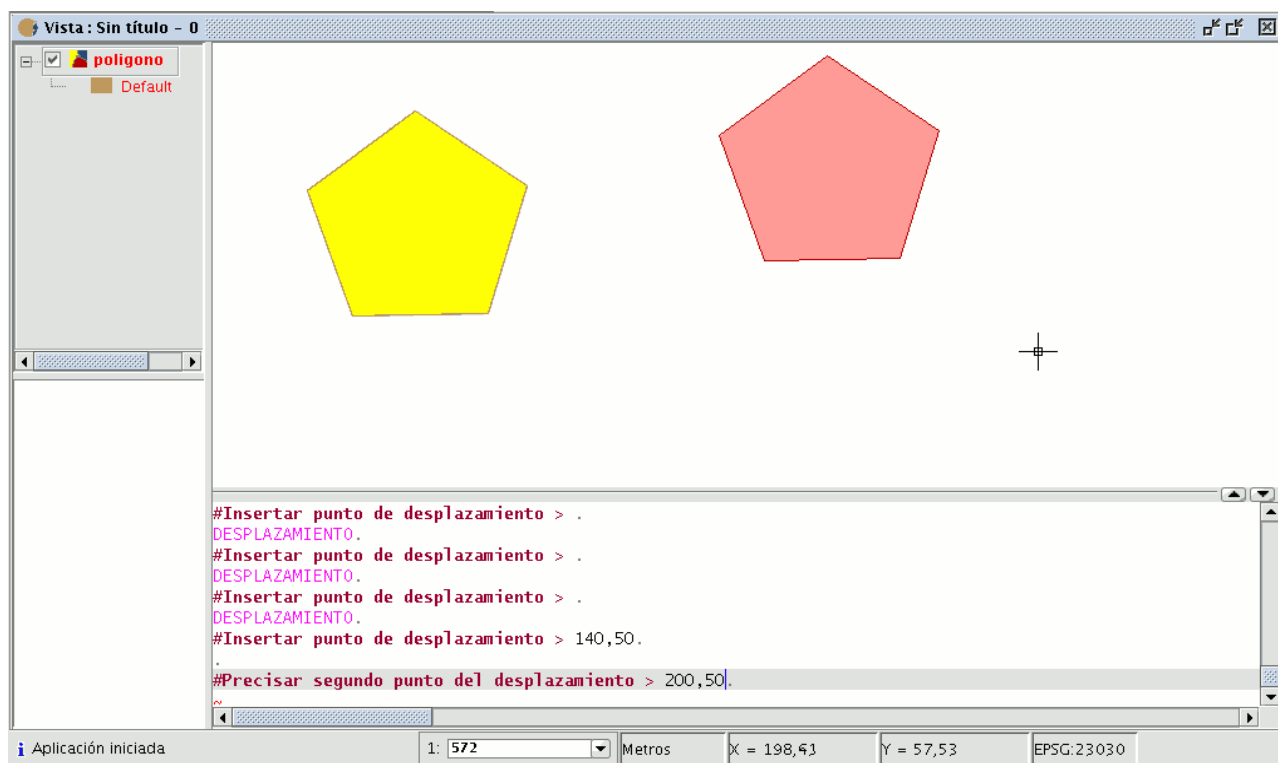 Vista : Sin título - 0
poligono
Default
#Insertar punto de desplazamiento > .
DESPLAZAMIENTO.
#Insertar punto de desplazamiento > .
DESPLAZAMIENTO.
#Insertar punto de desplazamiento > .
DESPLAZAMIENTO.
#Insertar punto de desplazamiento > 140,50.
.
#Precisar segundo punto del desplazamiento > 200,50.
~
i Aplicación iniciada
1: 572
Metros
X = 198,41
Y = 57,53
EPSG:23030